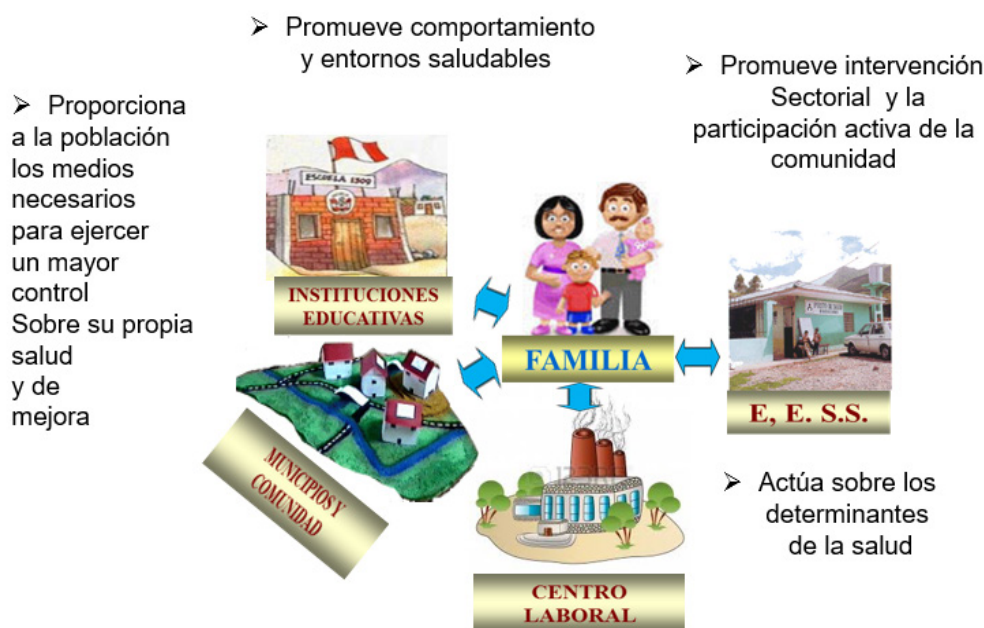 ➢ Promueve comportamiento
y entornos saludables
➢ Promueve intervención
Sectorial y la
participación activa de la
comunidad
➢ Proporciona
a la población
los medios
necesarios
para ejercer
un mayor
control
Sobre su propia
salud
y de
mejora
ESCUELA 1309
INSTITUCIONES
EDUCATIVAS
FAMILIA
E, E. S.S.
MUNICIPIOS Y
COMUNIDAD
CENTRO
LABORAL
➢ Actúa sobre los
determinantes
de la salud